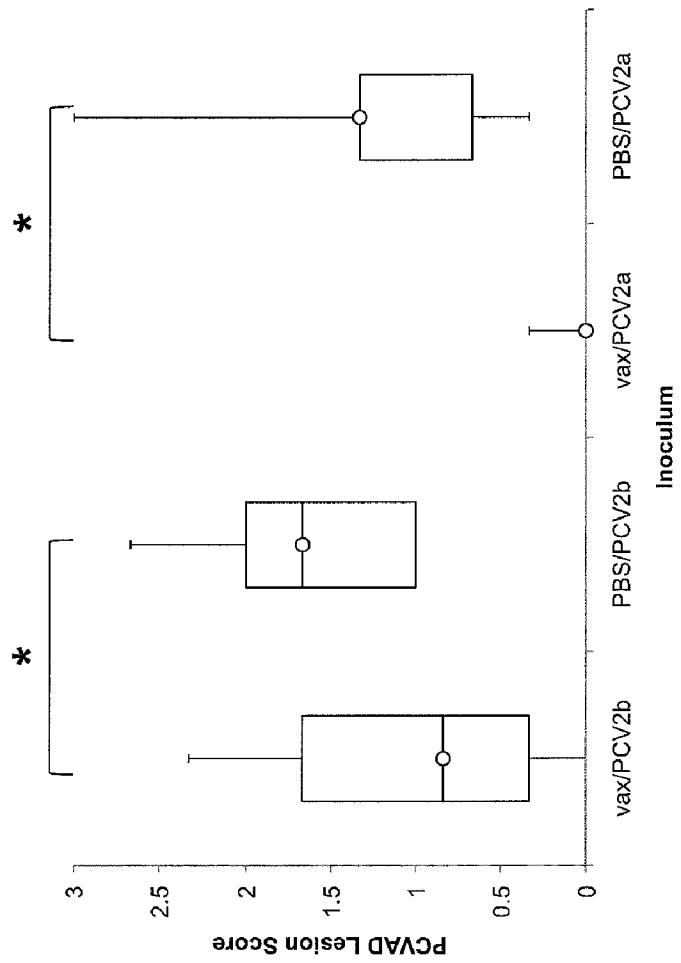 *
*
PCVAD Lesion Score
3
2.5
2
1.5
1
0.5
0
vax/PCV2b
PBS/PCV2b
vax/PCV2a
PBS/PCV2a
Inoculum